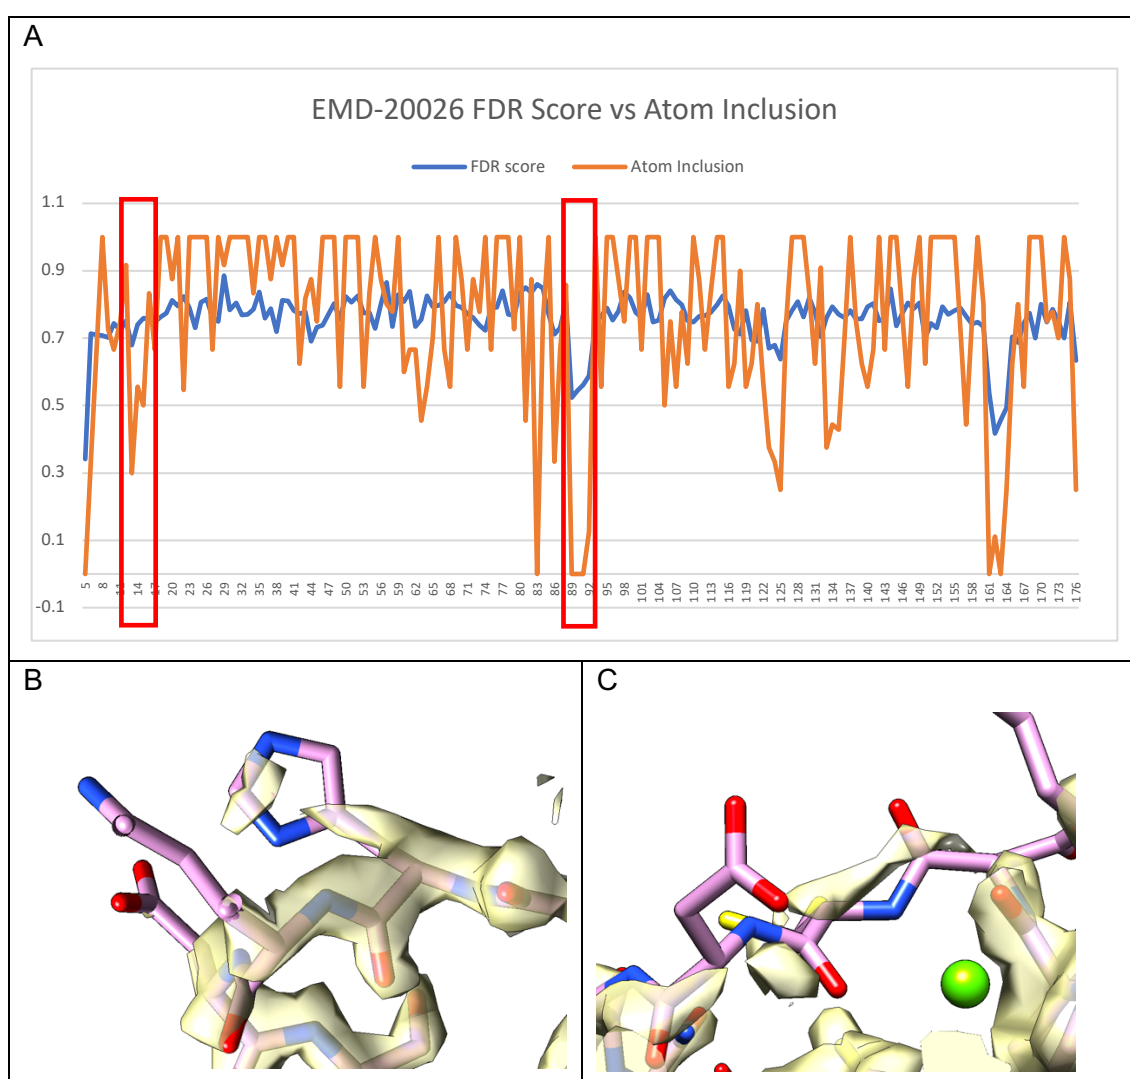 A
EMD-20026 FDR Score vs Atom Inclusion
FDR score
Atom Inclusion
1.1
0.9
0.7
0.5
0.3
0.1
-0.1
5 8 11 14 17 20 23 26 29 32 35 38 41 44 47 50 53 56 59 62 65 68 71 74 77 80 83 86 89 92 95 98 101 104 107 110 113 116 119 122 125 128 131 134 137 140 143 146 149 152 155 158 161 164 167 170 173 176
B
C